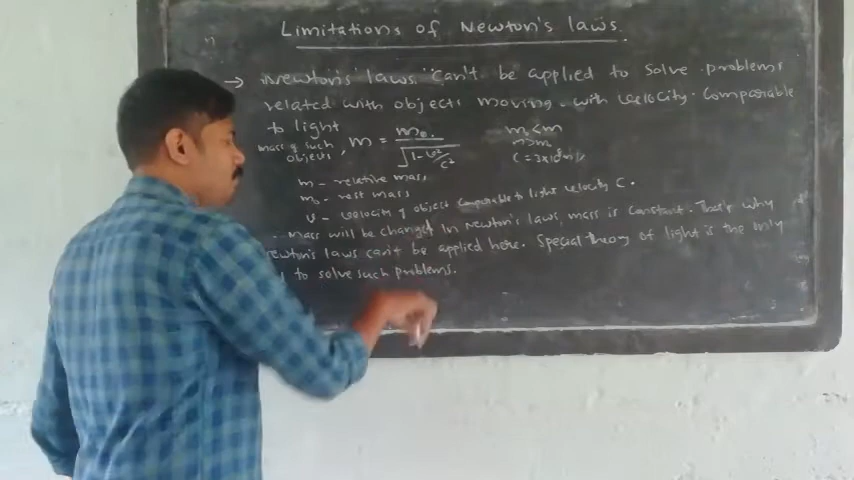 Limitations of Newton's laws.
→ Newton's laws can't be applied to solve problems
related with objects moving with velocity comparable
to light
mass of such
objects, m = m₀ / √1-v²/c²
m₀ < m
m > m₀
C = 3x10⁸ m/s
m - relative mass
m₀ - rest mass
v - velocity of object comparable to light velocity C.
∴ mass will be changed. In Newton's laws, mass is constant. That's why
ewton's laws can't be applied here. Special theory of light is the only
to solve such problems.